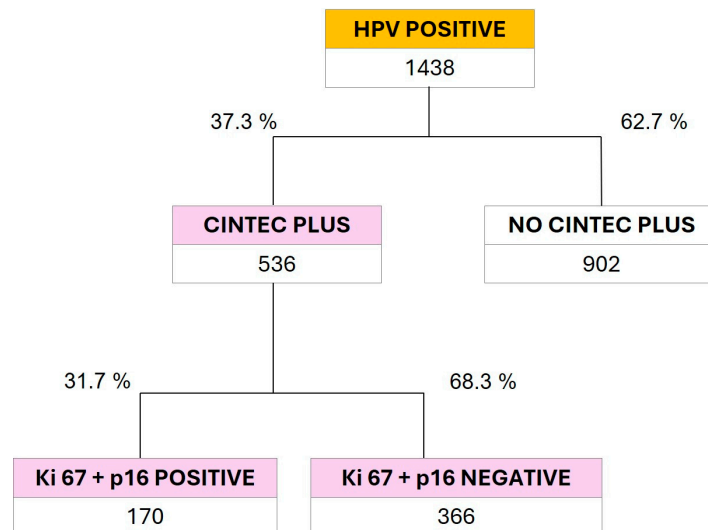 HPV POSITIVE
1438
37.3 %
62.7 %
CINTEC PLUS
NO CINTEC PLUS
536
902
31.7 %
68.3 %
Ki 67 + p16 POSITIVE
Ki 67 + p16 NEGATIVE
170
366